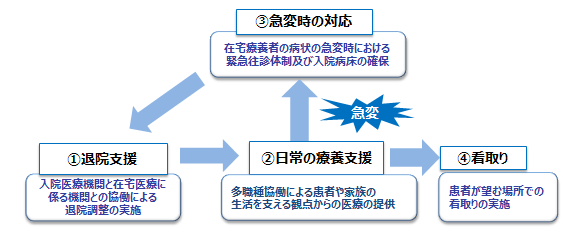 ③急変時の対応
在宅療養者の病状の急変時における
緊急往診体制及び入院病床の確保
急変
①退院支援
入院医療機関と在宅医療に
係る機関との協働による
退院調整の実施
②日常の療養支援
多職種協働による患者や家族の
生活を支える観点からの医療の提供
④看取り
患者が望む場所での
看取りの実施